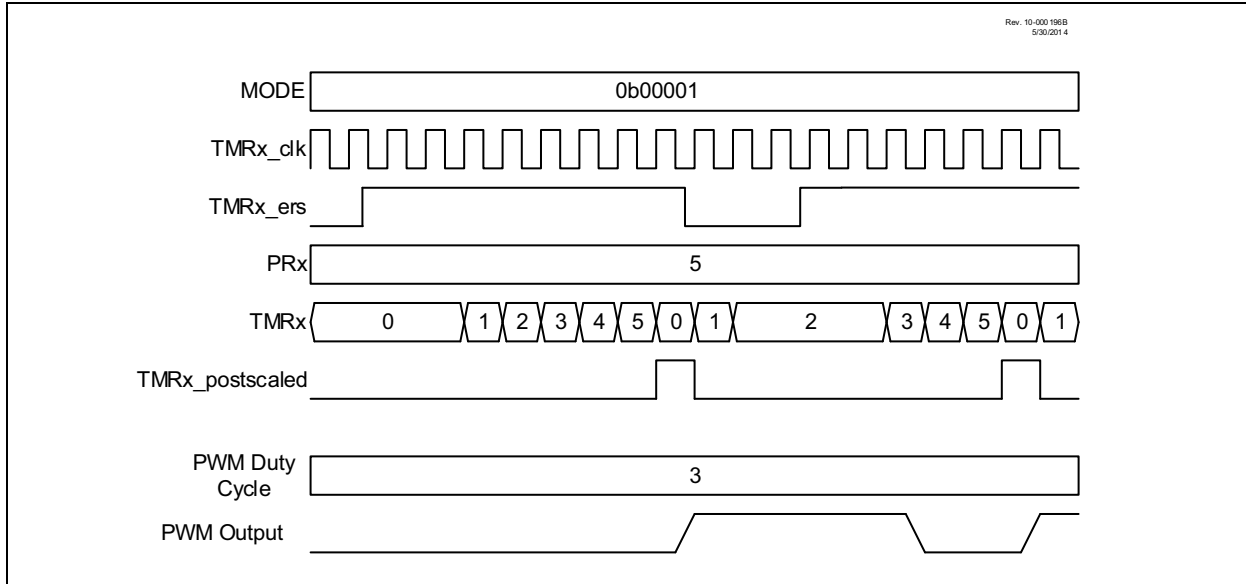 Rev. 10-000196B
5/30/2014
MODE 0b00001
TMRx_clk
TMRx_ers
PRx 5
TMRx 0 1 2 3 4 5 0 1 2 3 4 5 0 1
TMRx_postscaled
PWM Duty
Cycle 3
PWM Output